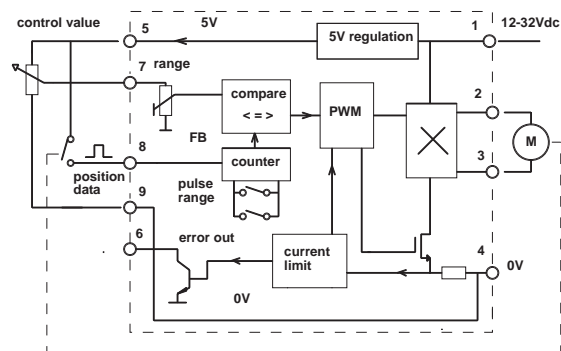 control value
5
5V
5V regulation
1
12-32Vdc
7
range
compare
< = >
PWM
2
M
FB
8
counter
3
position
data
pulse
range
9
6
error out
current
limit
4
0V
0V